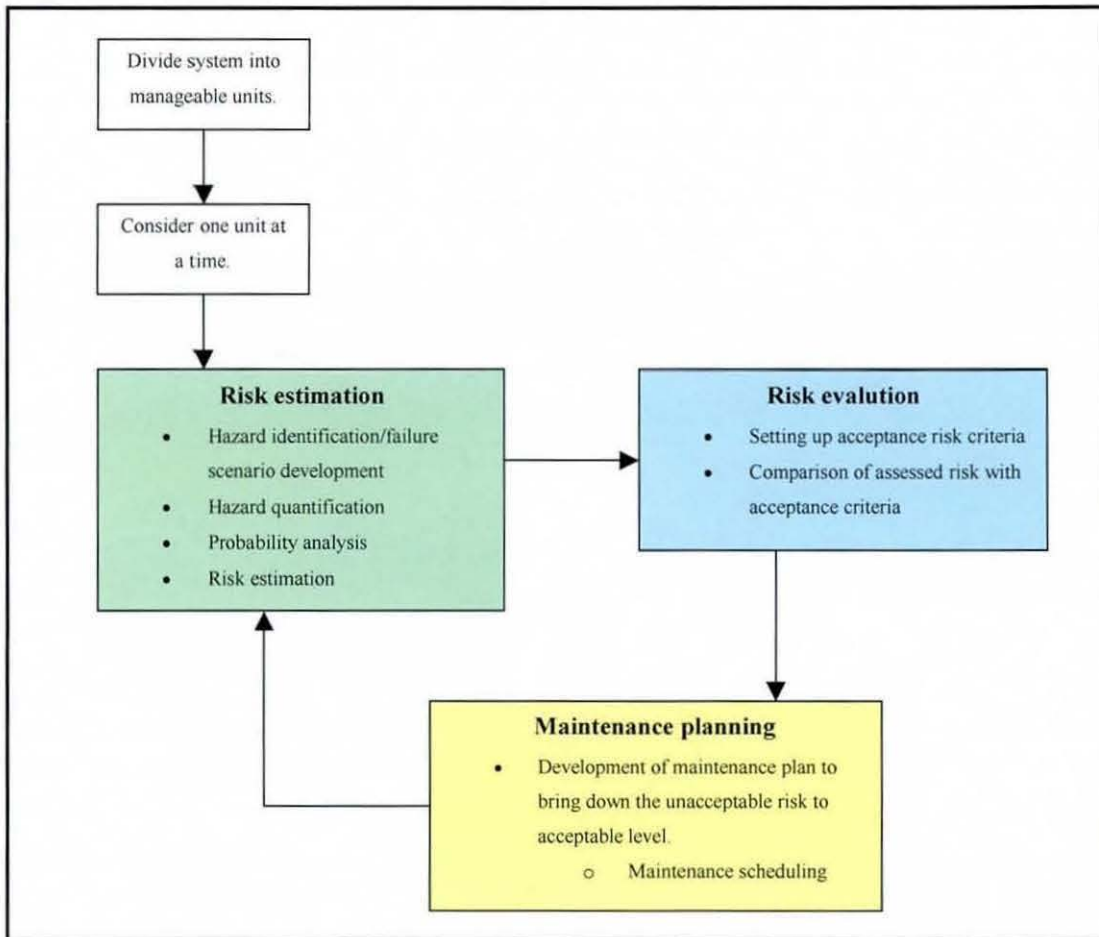 Divide system into
manageable units.
Consider one unit at
a time.
Risk estimation
• Hazard identification/failure
scenario development
• Hazard quantification
• Probability analysis
• Risk estimation
Risk evalution
• Setting up acceptance risk criteria
• Comparison of assessed risk with
acceptance criteria
Maintenance planning
• Development of maintenance plan to
bring down the unacceptable risk to
acceptable level.
o Maintenance scheduling